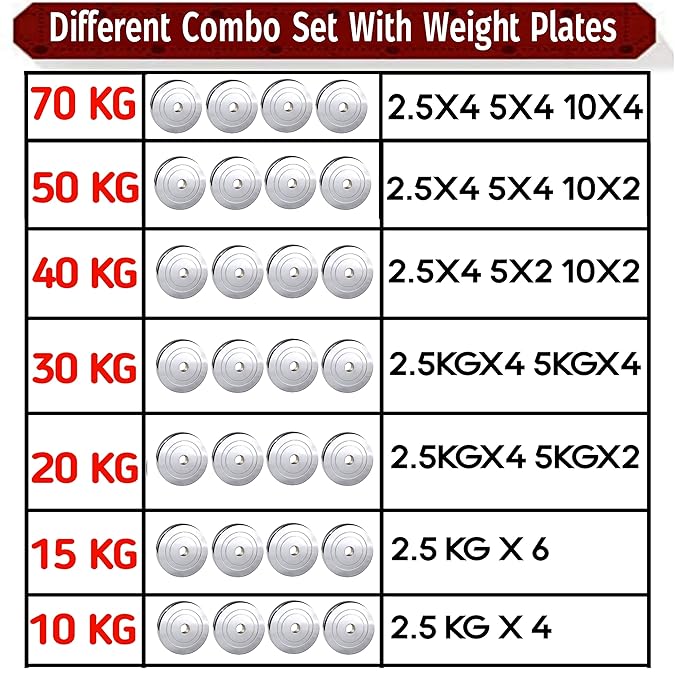 Different Combo Set With Weight Plates
70 KG 2.5X4 5X4 10X4
50 KG 2.5X4 5X4 10X2
40 KG 2.5X4 5X2 10X2
30 KG 2.5KGX4 5KGX4
20 KG 2.5KGX4 5KGX2
15 KG 2.5 KG X 6
10 KG 2.5 KG X 4